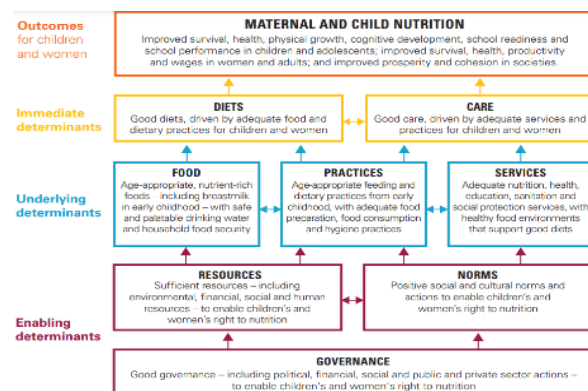 Outcomes
for children
and women
MATERNAL AND CHILD NUTRITION
Improved survival, health, physical growth, cognitive development, school readiness and
school performance in children and adolescents; improved survival, health, productivity
and wages in women and adults; and improved prosperity and cohesion in societies.
Immediate
determinants
DIETS
Good diets, driven by adequate food and
dietary practices for children and women
CARE
Good care, driven by adequate services and
practices for children and women
Underlying
determinants
FOOD
Age-appropriate, nutrient-rich
foods – including breastmilk
in early childhood – with safe
and palatable drinking water
and household food security
PRACTICES
Age-appropriate feeding and
dietary practices from early
childhood, with adequate food
preparation, food consumption
and hygiene practices
SERVICES
Adequate nutrition, health,
education, sanitation and
social protection services, with
healthy food environments
that support good diets
Enabling
determinants
RESOURCES
Sufficient resources – including
environmental, financial, social and human
resources – to enable children's and
women's right to nutrition
NORMS
Positive social and cultural norms and
actions to enable children's and
women's right to nutrition
GOVERNANCE
Good governance – including political, financial, social and public and private sector actions –
to enable children's and women's right to nutrition